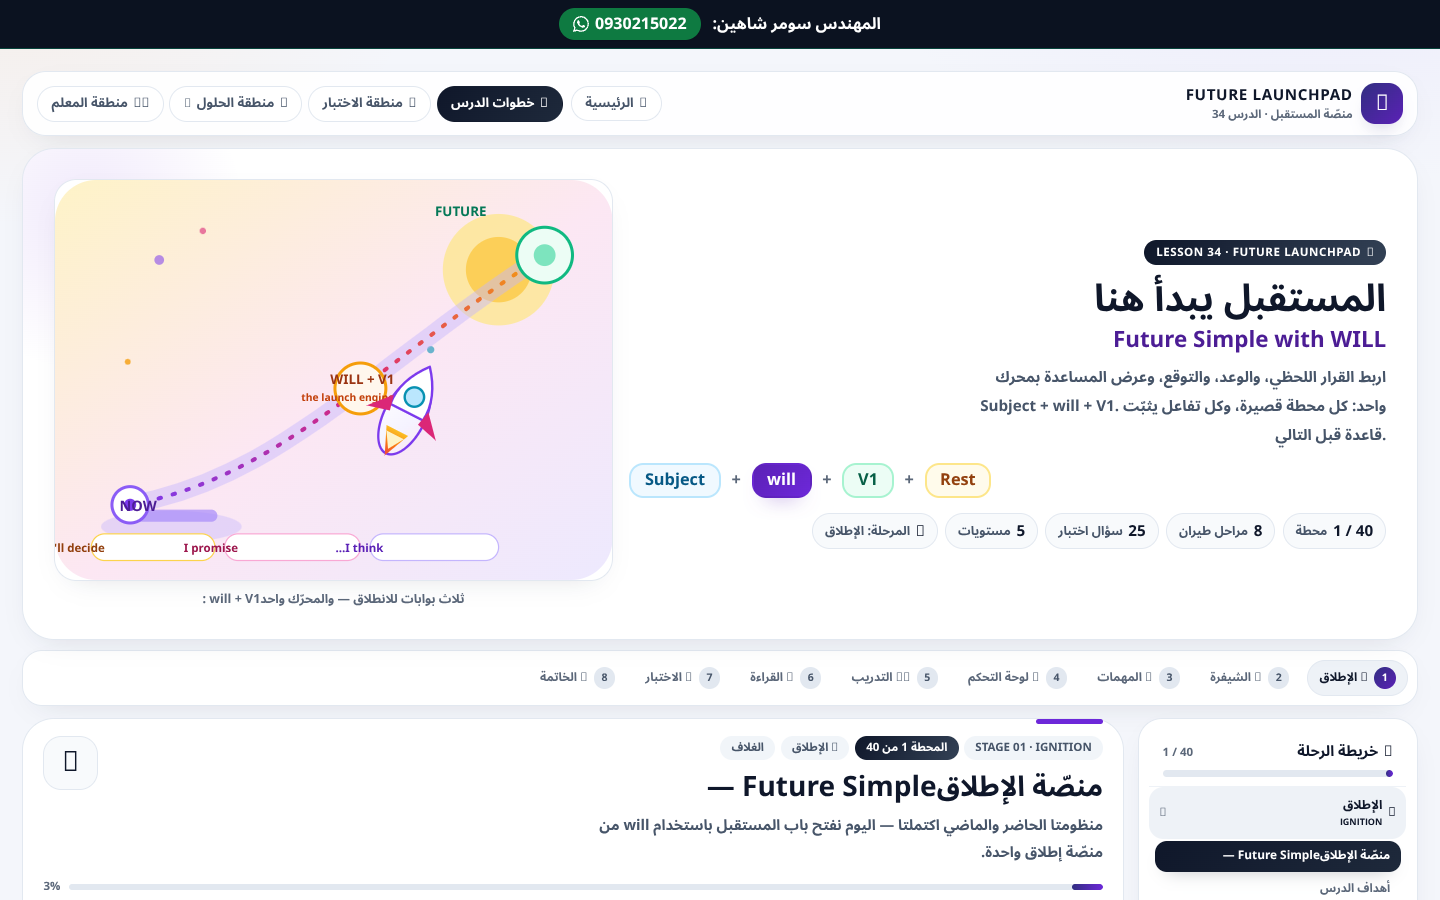 المهندس سومر شاهين: 0930215022
FUTURE LAUNCHPAD
منصّة المستقبل · الدرس 34
الرئيسية
خطوات الدرس
منطقة الاختبار
منطقة الحلول
منطقة المعلم
LESSON 34 · FUTURE LAUNCHPAD
المستقبل يبدأ هنا
Future Simple with WILL
اربط القرار اللحظي، والوعد، والتوقع، وعرض المساعدة بمحرك
واحد: كل محطة قصيرة، وكل تفاعل يثبّت .Subject + will + V1
.قاعدة قبل التالي
Subject + will + V1 + Rest
1 / 40 محطة
8 مراحل طيران
25 سؤال اختبار
5 مستويات
المرحلة: الإطلاق
FUTURE
WILL + V1
the launch engine
NOW
'll decide
I promise
...I think
ثلاث بوابات للانطلاق — والمحرّك واحدwill + V1 :
1 الإطلاق
2 الشيفرة
3 المهمات
4 لوحة التحكم
5 التدريب
6 القراءة
7 الاختبار
8 الخاتمة
خريطة الرحلة
1 / 40
الإطلاق
IGNITION
منصّة الإطلاقFuture Simple —
أهداف الدرس
STAGE 01 · IGNITION
المحطة 1 من 40
الإطلاق
الغلاف
منصّة الإطلاقFuture Simple —
منظومتا الحاضر والماضي اكتملتا — اليوم نفتح باب المستقبل باستخدام will من
منصّة إطلاق واحدة.
3%